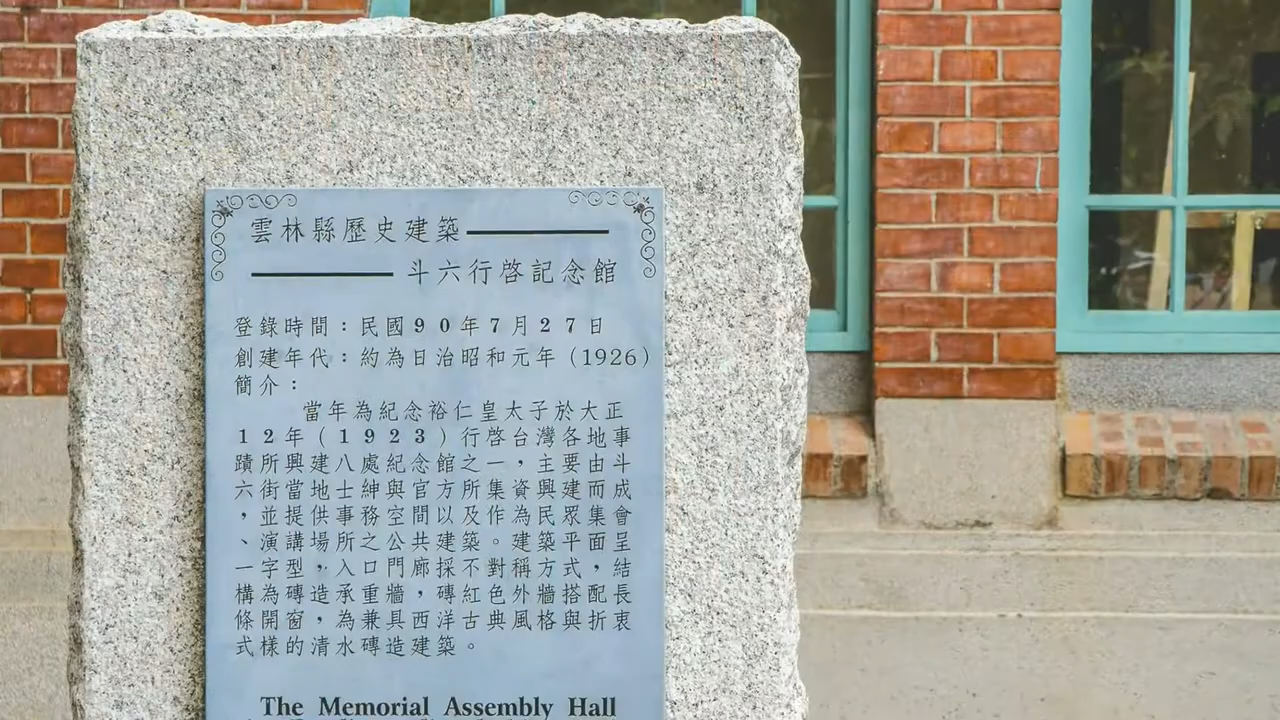 雲林縣歷史建築
斗六行啓記念館
登錄時間：民國90年7月27日
創建年代：約為日治昭和元年（1926）
簡介：
當年為紀念裕仁皇太子於大正
12年（1923）行啓台灣各地事
蹟所興建八處紀念館之一，主要由斗
六街當地士紳與官方所集資興建而成
，並提供事務空間以及作為民眾集會
、演講場所之公共建築。建築平面呈
一字型，入口門廊採不對稱方式，結
構為磚造承重牆，磚紅色外牆搭配長
條開窗，為兼具西洋古典風格與折衷
式樣的清水磚造建築。
The Memorial Assembly Hall